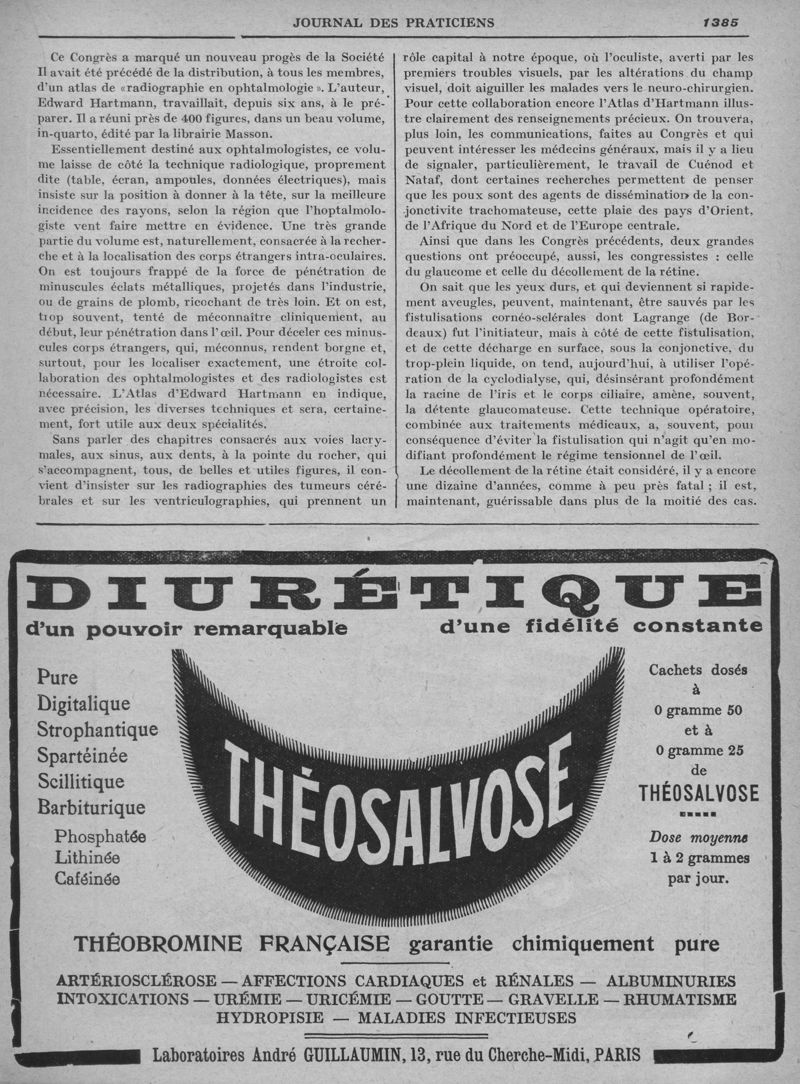 JOURNAL DES PRATICIENS
1385
Ce Congrès a marqué un nouveau progès de la Société
Il avait été précédé de la distribution, à tous les membres,
d'un atlas de «radiographie en ophtalmologie ». L'auteur,
Edward Hartmann, travaillait, depuis six ans, à le pré-
parer. Il a réuni près de 400 figures, dans un beau volume,
in-quarto, édité par la librairie Masson.
Essentiellement destiné aux ophtalmologistes, ce volu-
me laisse de côté la technique radiologique, proprement
dite (table, écran, ampoules, données électriques), mais
insiste sur la position à donner à la tête, sur la meilleure
incidence des rayons, selon la région que l'hoptalmolo-
giste vent faire mettre en évidence. Une très grande
partie du volume est, naturellement, consacrée à la recher-
che et à la localisation des corps étrangers intra-oculaires.
On est toujours frappé de la force de pénétration de
minuscules éclats métalliques, projetés dans l'industrie,
ou de grains de plomb, ricochant de très loin. Et on est,
trop souvent, tenté de méconnaître cliniquement, au
début, leur pénétration dans l'œil. Pour déceler ces minus-
cules corps étrangers, qui, méconnus, rendent borgne et,
surtout, pour les localiser exactement, une étroite col-
laboration des ophtalmologistes et des radiologistes est
nécessaire. L'Atlas d'Edward Hartmann en indique,
avec précision, les diverses techniques et sera, certaine-
ment, fort utile aux deux spécialités.
Sans parler des chapitres consacrés aux voies lacry-
males, aux sinus, aux dents, à la pointe du rocher, qui
s'accompagnent, tous, de belles et utiles figures, il con-
vient d'insister sur les radiographies des tumeurs céré-
brales et sur les ventriculographies, qui prennent un
rôle capital à notre époque, où l'oculiste, averti par les
premiers troubles visuels, par les altérations du champ
visuel, doit aiguiller les malades vers le neuro-chirurgien.
Pour cette collaboration encore l'Atlas d'Hartmann illus-
tre clairement des renseignements précieux. On trouvera,
plus loin, les communications, faites au Congrès et qui
peuvent intéresser les médecins généraux, mais il y a lieu
de signaler, particulièrement, le travail de Cuénod et
Nataf, dont certaines recherches permettent de penser
que les poux sont des agents de dissémination de la con-
jonctivite trachomateuse, cette plaie des pays d'Orient,
de l'Afrique du Nord et de l'Europe centrale.
Ainsi que dans les Congrès précédents, deux grandes
questions ont préoccupé, aussi, les congressistes : celle
du glaucome et celle du décollement de la rétine.
On sait que les yeux durs, et qui deviennent si rapide-
ment aveugles, peuvent, maintenant, être sauvés par les
fistulisations cornéo-sclérales dont Lagrange (de Bor-
deaux) fut l'initiateur, mais à côté de cette fistulisation,
et de cette décharge en surface, sous la conjonctive, du
trop-plein liquide, on tend, aujourd'hui, à utiliser l'opé-
ration de la cyclodialyse, qui, désinsérant profondément
la racine de l'iris et le corps ciliaire, amène, souvent,
la détente glaucomateuse. Cette technique opératoire,
combinée aux traitements médicaux, a, souvent, pour
conséquence d'éviter la fistulisation qui n'agit qu'en mo-
difiant profondément le régime tensionnel de l'œil.
Le décollement de la rétine était considéré, il y a encore
une dizaine d'années, comme à peu près fatal ; il est,
maintenant, guérissable dans plus de la moitié des cas.
DIURÉTIQUE
d'un pouvoir remarquable
d'une fidélité constante
Pure
Digitalique
Strophantique
Spartéinée
Scillitique
Barbiturique
Phosphatée
Lithinée
Caféinée
THÉOSALVOSE
Cachets dosés
à
0 gramme 50
et à
0 gramme 25
de
THÉOSALVOSE
Dose moyenne
1 à 2 grammes
par jour.
THÉOBROMINE FRANÇAISE garantie chimiquement pure
ARTÉRIOSCLÉROSE — AFFECTIONS CARDIAQUES et RÉNALES — ALBUMINURIES
INTOXICATIONS — URÉMIE — URICÉMIE — GOUTTE — GRAVELLE — RHUMATISME
HYDROPISIE — MALADIES INFECTIEUSES
Laboratoires André GUILLAUMIN, 13, rue du Cherche-Midi, PARIS